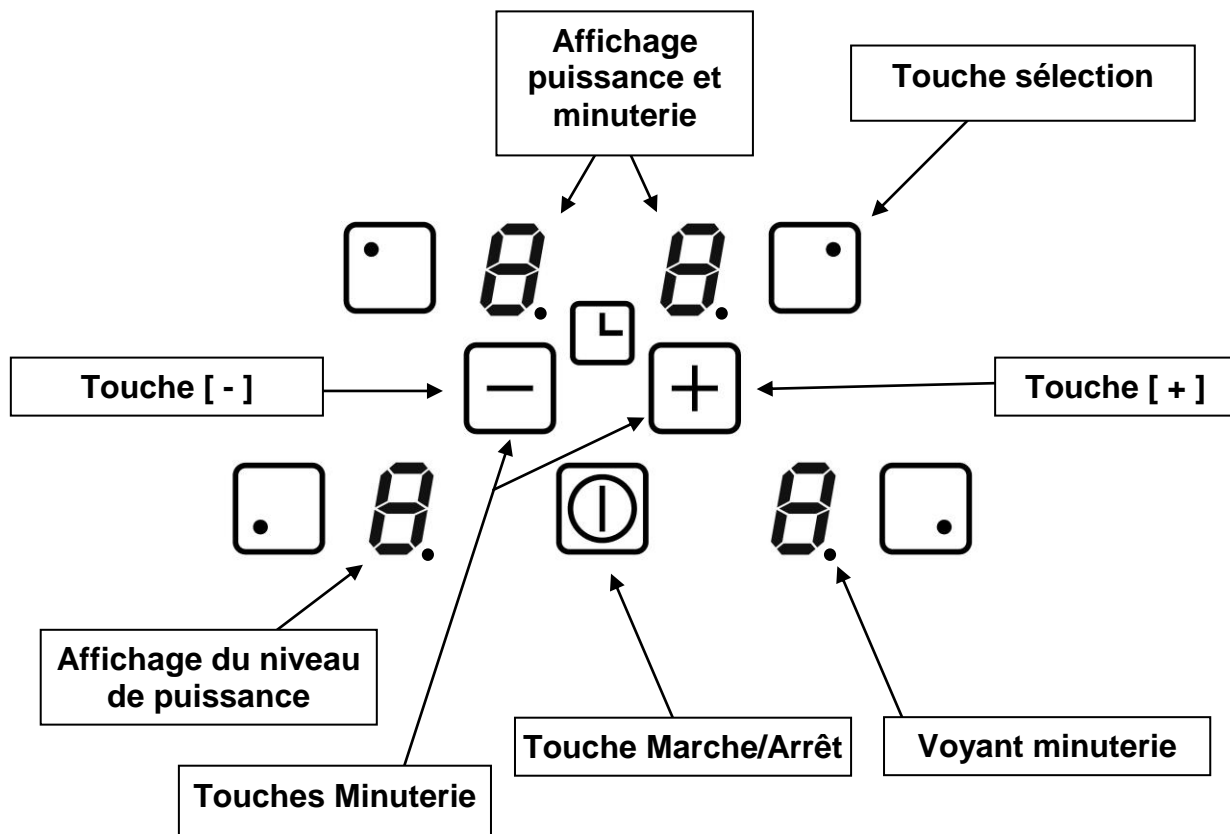 Affichage
puissance et
minuterie
Touche sélection
Touche [ - ]
Touche [ + ]
Affichage du niveau
de puissance
Touche Marche/Arrêt
Voyant minuterie
Touches Minuterie